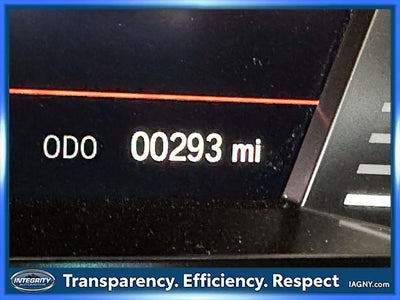 ODO 00293 mi
INTEGRITY
Transparency. Efficiency. Respect
IAGNY.com